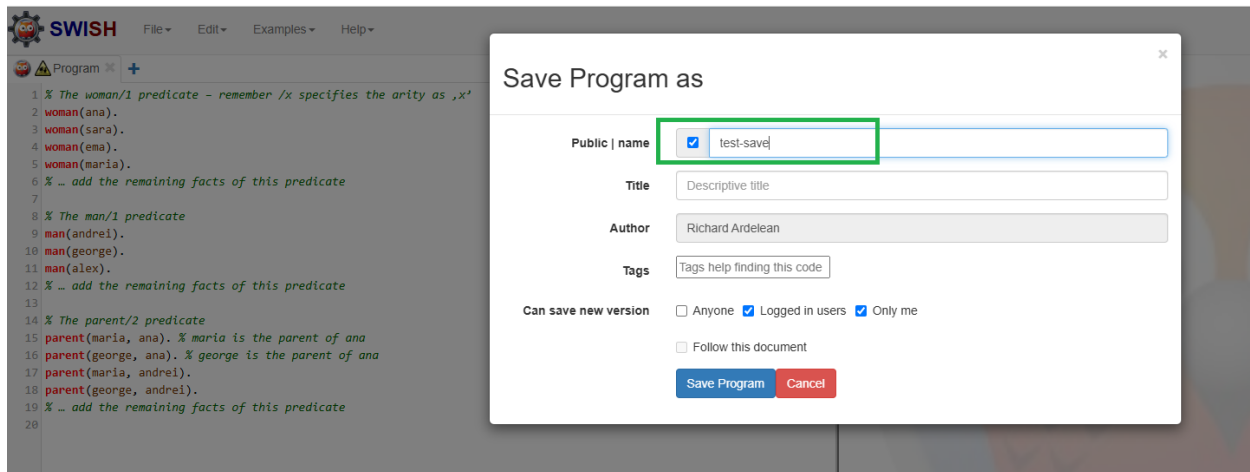 SWISH File Edit Examples Help
Program
1 % The woman/1 predicate – remember /x specifies the arity as ‚x’
2 woman(ana).
3 woman(sara).
4 woman(ema).
5 woman(maria).
6 % … add the remaining facts of this predicate
7
8 % The man/1 predicate
9 man(andrei).
10 man(george).
11 man(alex).
12 % … add the remaining facts of this predicate
13
14 % The parent/2 predicate
15 parent(maria, ana). % maria is the parent of ana
16 parent(george, ana). % george is the parent of ana
17 parent(maria, andrei).
18 parent(george, andrei).
19 % … add the remaining facts of this predicate
20
Save Program as
×
Public | name test-save
Title Descriptive title
Author Richard Ardelean
Tags Tags help finding this code
Can save new version Anyone Logged in users Only me
Follow this document
Save Program Cancel